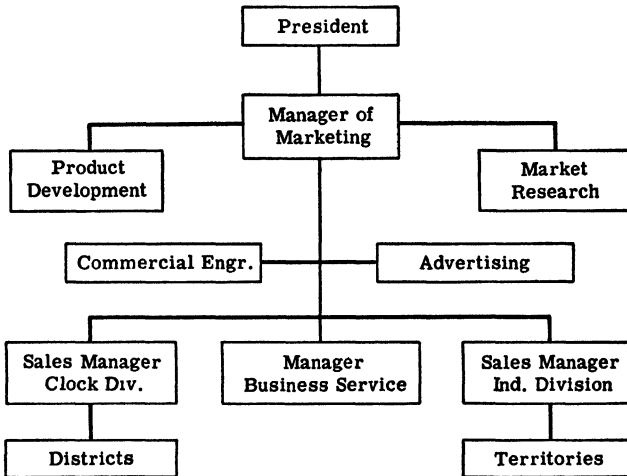 President
Manager of
Marketing
Product
Development
Market
Research
Commercial Engr.
Advertising
Sales Manager
Clock Div.
Manager
Business Service
Sales Manager
Ind. Division
Districts
Territories